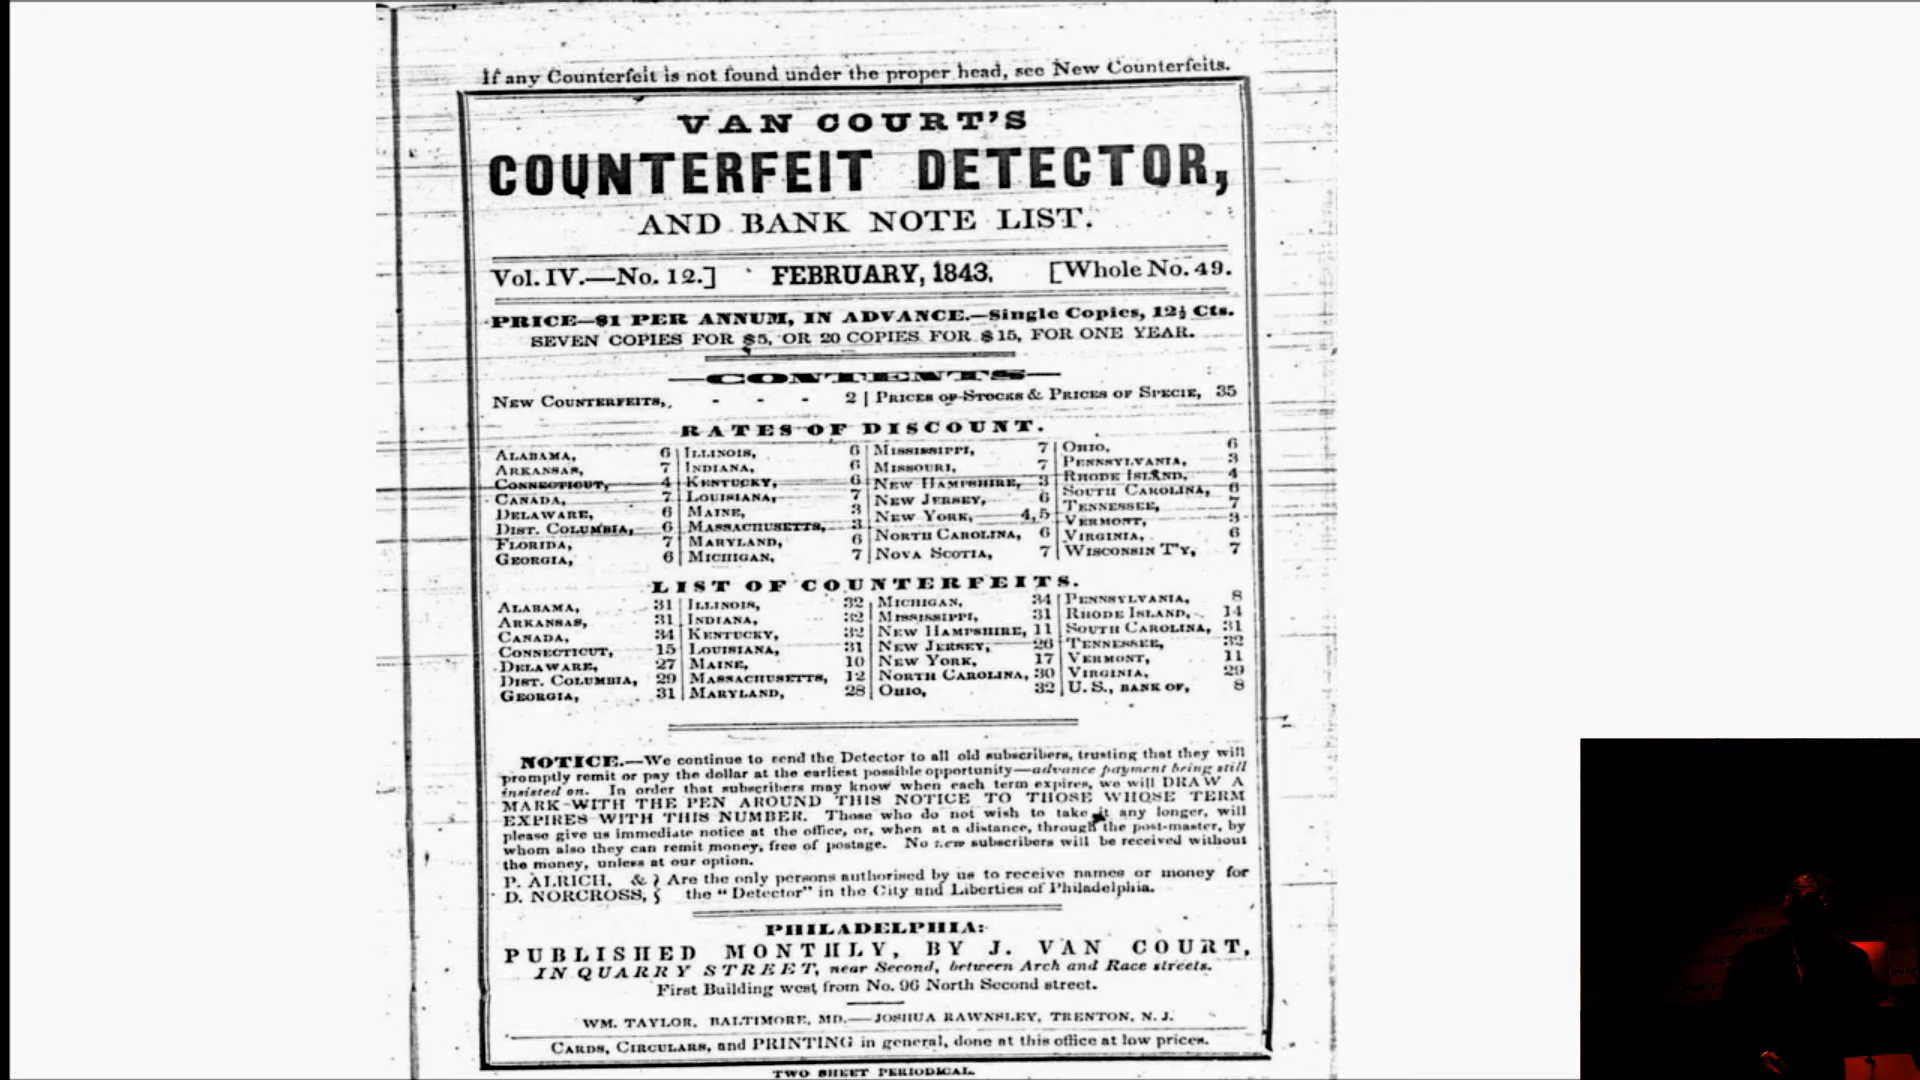 If any Counterfeit is not found under the proper head, see New Counterfeits.
VAN COURT'S
COUNTERFEIT DETECTOR,
AND BANK NOTE LIST.
Vol. IV.—No. 12.] FEBRUARY, 1843. [Whole No. 49.
PRICE—$1 PER ANNUM, IN ADVANCE.—Single Copies, 12½ Cts.
SEVEN COPIES FOR $5, OR 20 COPIES FOR $15, FOR ONE YEAR.
—CONTENTS—
NEW COUNTERFEITS, - - - 2 | PRICES OF STOCKS & PRICES OF SPECIE, 35
RATES OF DISCOUNT.
ALABAMA, 6 | ILLINOIS, 6 | MISSISSIPPI, 7 | OHIO, 6
ARKANSAS, 7 | INDIANA, 6 | MISSOURI, 7 | PENNSYLVANIA, 3
CONNECTICUT, 4 | KENTUCKY, 6 | NEW HAMPSHIRE, 3 | RHODE ISLAND, 4
CANADA, 7 | LOUISIANA, 7 | NEW JERSEY, 6 | SOUTH CAROLINA, 6
DELAWARE, 6 | MAINE, 3 | NEW YORK, 4,5 | TENNESSEE, 7
DIST. COLUMBIA, 6 | MASSACHUSETTS, 3 | NORTH CAROLINA, 6 | VERMONT, 3
FLORIDA, 7 | MARYLAND, 6 | NOVA SCOTIA, 7 | VIRGINIA, 6
GEORGIA, 6 | MICHIGAN, 7 | WISCONSIN T'Y, 7
LIST OF COUNTERFEITS.
ALABAMA, 31 | ILLINOIS, 32 | MICHIGAN, 34 | PENNSYLVANIA, 8
ARKANSAS, 31 | INDIANA, 32 | MISSISSIPPI, 31 | RHODE ISLAND, 14
CANADA, 34 | KENTUCKY, 32 | NEW HAMPSHIRE, 11 | SOUTH CAROLINA, 31
CONNECTICUT, 15 | LOUISIANA, 31 | NEW JERSEY, 26 | TENNESSEE, 32
DELAWARE, 27 | MAINE, 10 | NEW YORK, 17 | VERMONT, 11
DIST. COLUMBIA, 29 | MASSACHUSETTS, 12 | NORTH CAROLINA, 30 | VIRGINIA, 29
GEORGIA, 31 | MARYLAND, 28 | OHIO, 32 | U. S., BANK OF, 8
NOTICE.—We continue to send the Detector to all old subscribers, trusting that they will
promptly remit or pay the dollar at the earliest possible opportunity—advance payment being still
insisted on. In order that subscribers may know when each term expires, we will DRAW A
MARK WITH THE PEN AROUND THIS NOTICE TO THOSE WHOSE TERM
EXPIRES WITH THIS NUMBER. Those who do not wish to take it any longer, will
please give us immediate notice at the office, or, when at a distance, through the post-master, by
whom also they can remit money, free of postage. No new subscribers will be received without
the money, unless at our option.
P. ALRICH, & } Are the only persons authorised by us to receive names or money for
D. NORCROSS, } the "Detector" in the City and Liberties of Philadelphia.
PHILADELPHIA:
PUBLISHED MONTHLY, BY J. VAN COURT,
IN QUARRY STREET, near Second, between Arch and Race streets.
First Building west from No. 96 North Second street.
WM. TAYLOR, BALTIMORE, MD.—JOSHUA RAWNSLEY, TRENTON, N. J.
CARDS, CIRCULARS, and PRINTING in general, done at this office at low prices.
TWO SHEET PERIODICAL.